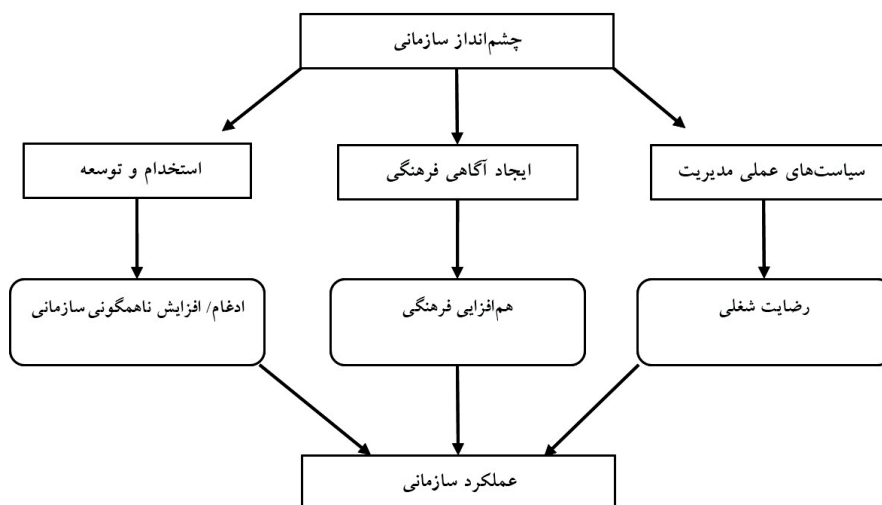 چشم‌انداز سازمانی
سیاست‌های عملی مدیریت
ایجاد آگاهی فرهنگی
استخدام و توسعه
رضایت شغلی
هم‌افزایی فرهنگی
ادغام/ افزایش ناهمگونی سازمانی
عملکرد سازمانی